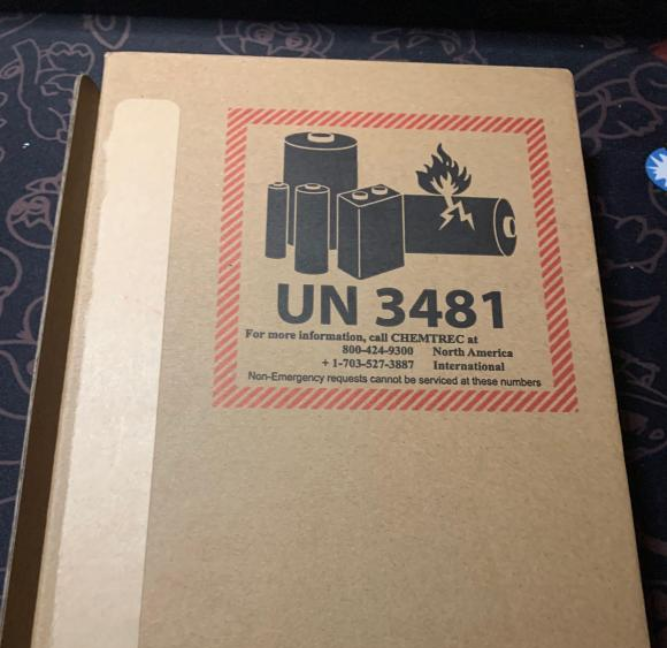 UN 3481
For more information, call CHEMTREC at
800-424-9300 North America
+ 1-703-527-3887 International
Non-Emergency requests cannot be serviced at these numbers